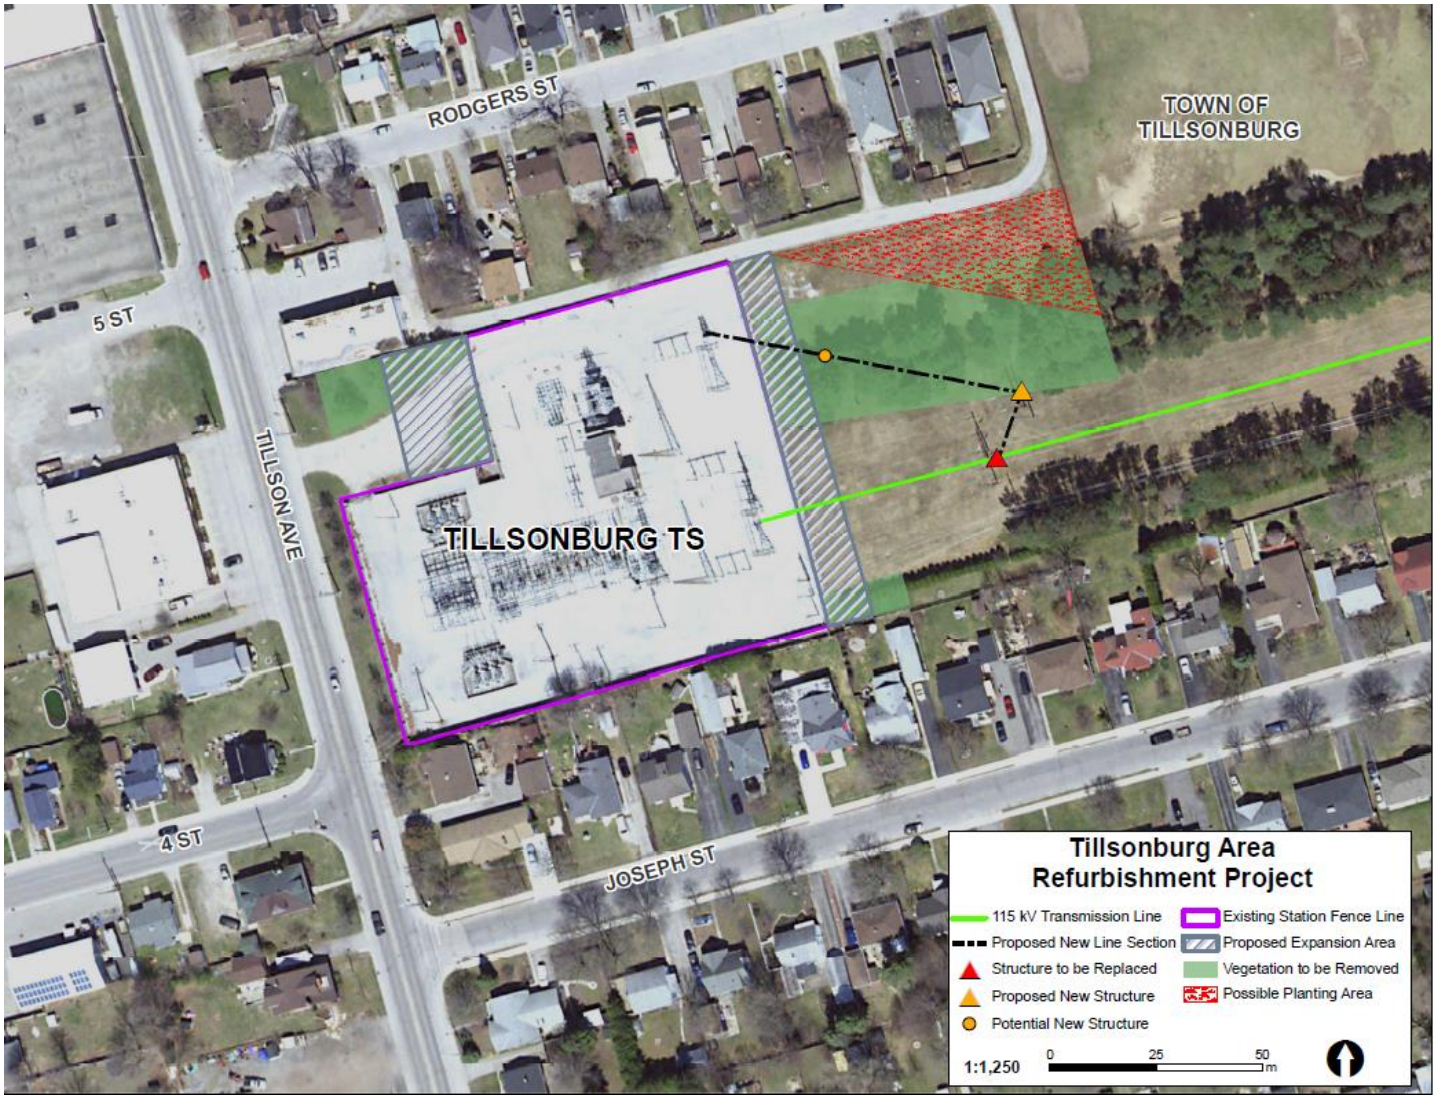 RODGERS ST
TOWN OF
TILLSONBURG
5 ST
TILLSON AVE
TILLSONBURG TS
4 ST
JOSEPH ST
Tillsonburg Area
Refurbishment Project
115 kV Transmission Line
Existing Station Fence Line
Proposed New Line Section
Proposed Expansion Area
Structure to be Replaced
Vegetation to be Removed
Proposed New Structure
Possible Planting Area
Potential New Structure
1:1,250
0 25 50
m